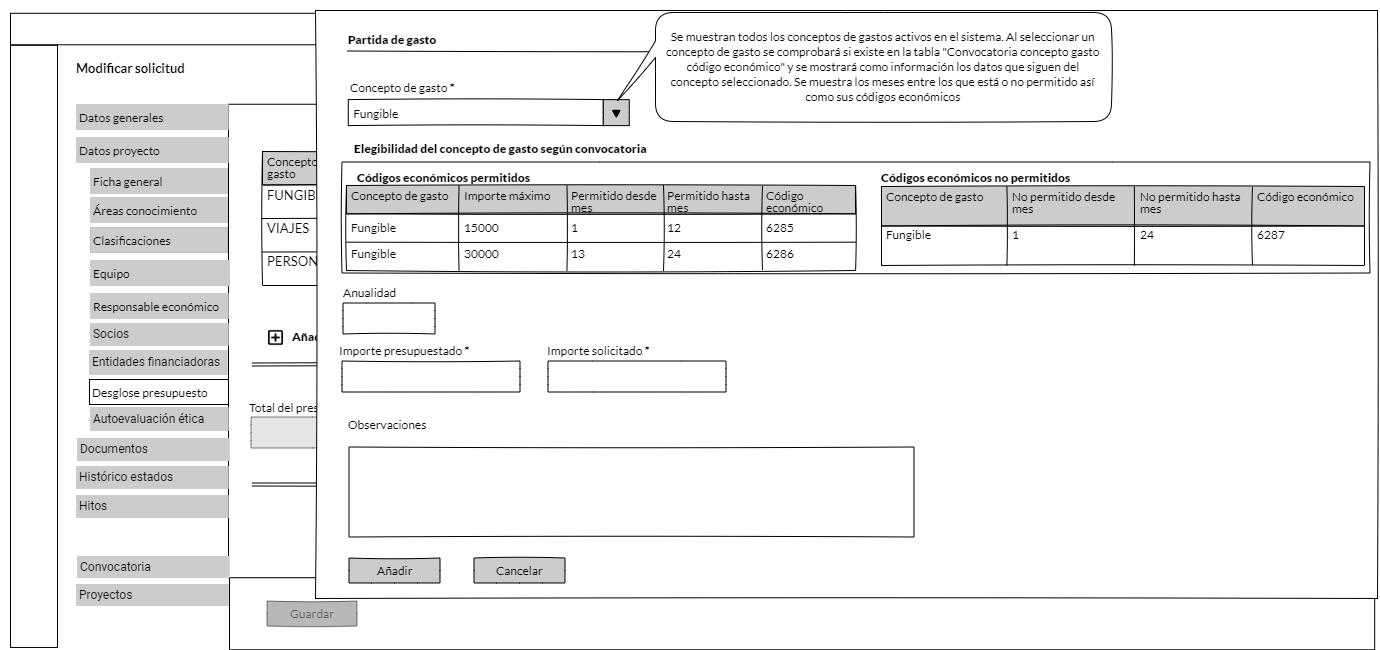 Modificar solicitud
Datos generales
Datos proyecto
Ficha general
Áreas conocimiento
Clasificaciones
Equipo
Responsable económico
Socios
Entidades financiadoras
Desglose presupuesto
Autoevaluación ética
Documentos
Histórico estados
Hitos
Convocatoria
Proyectos
Concepto
gasto
FUNGIB
VIAJES
PERSON
Añad
Total del pres
Guardar
Partida de gasto
Se muestran todos los conceptos de gastos activos en el sistema. Al seleccionar un
concepto de gasto se comprobará si existe en la tabla "Convocatoria concepto gasto
código económico" y se mostrará como información los datos que siguen del
concepto seleccionado. Se muestra los meses entre los que está o no permitido así
como sus códigos económicos
Concepto de gasto *
Fungible
Elegibilidad del concepto de gasto según convocatoria
Códigos económicos permitidos
Concepto de gasto Importe máximo Permitido desde mes Permitido hasta mes Código económico
Fungible 15000 1 12 6285
Fungible 30000 13 24 6286
Códigos económicos no permitidos
Concepto de gasto No permitido desde mes No permitido hasta mes Código económico
Fungible 1 24 6287
Anualidad
Importe presupuestado * Importe solicitado *
Observaciones
Añadir Cancelar